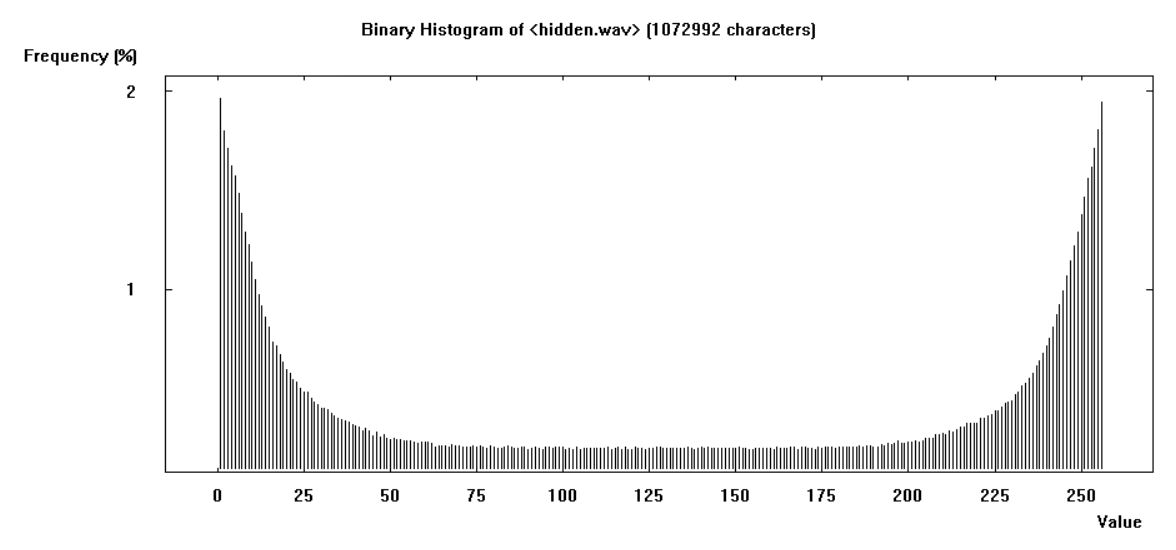 Binary Histogram of <hidden.wav> (1072992 characters)
Frequency (%)
2
1
0 25 50 75 100 125 150 175 200 225 250
Value